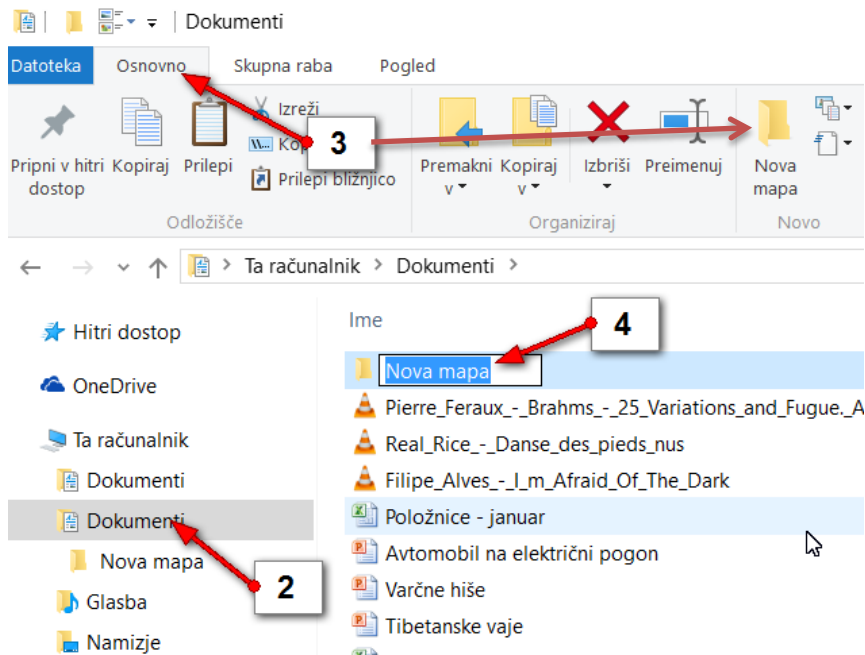 Dokumenti
Datoteka Osnovno Skupna raba Pogled
Izreži
Prilepi bližnjico
Pripni v hitri dostop
Kopiraj
Prilepi
3
Premakni v
Kopiraj v
Izbriši
Preimenuj
Nova mapa
Odložišče Organiziraj Novo
Ta računalnik > Dokumenti >
Hitri dostop
OneDrive
Ta računalnik
Dokumenti
Dokumenti
Nova mapa
Glasba
Namizje
2
Ime
4
Nova mapa
Pierre_Feraux_-_Brahms_-_25_Variations_and_Fugue._A
Real_Rice_-_Danse_des_pieds_nus
Filipe_Alves_-_I_m_Afraid_Of_The_Dark
Položnice - januar
Avtomobil na električni pogon
Varčne hiše
Tibetanske vaje